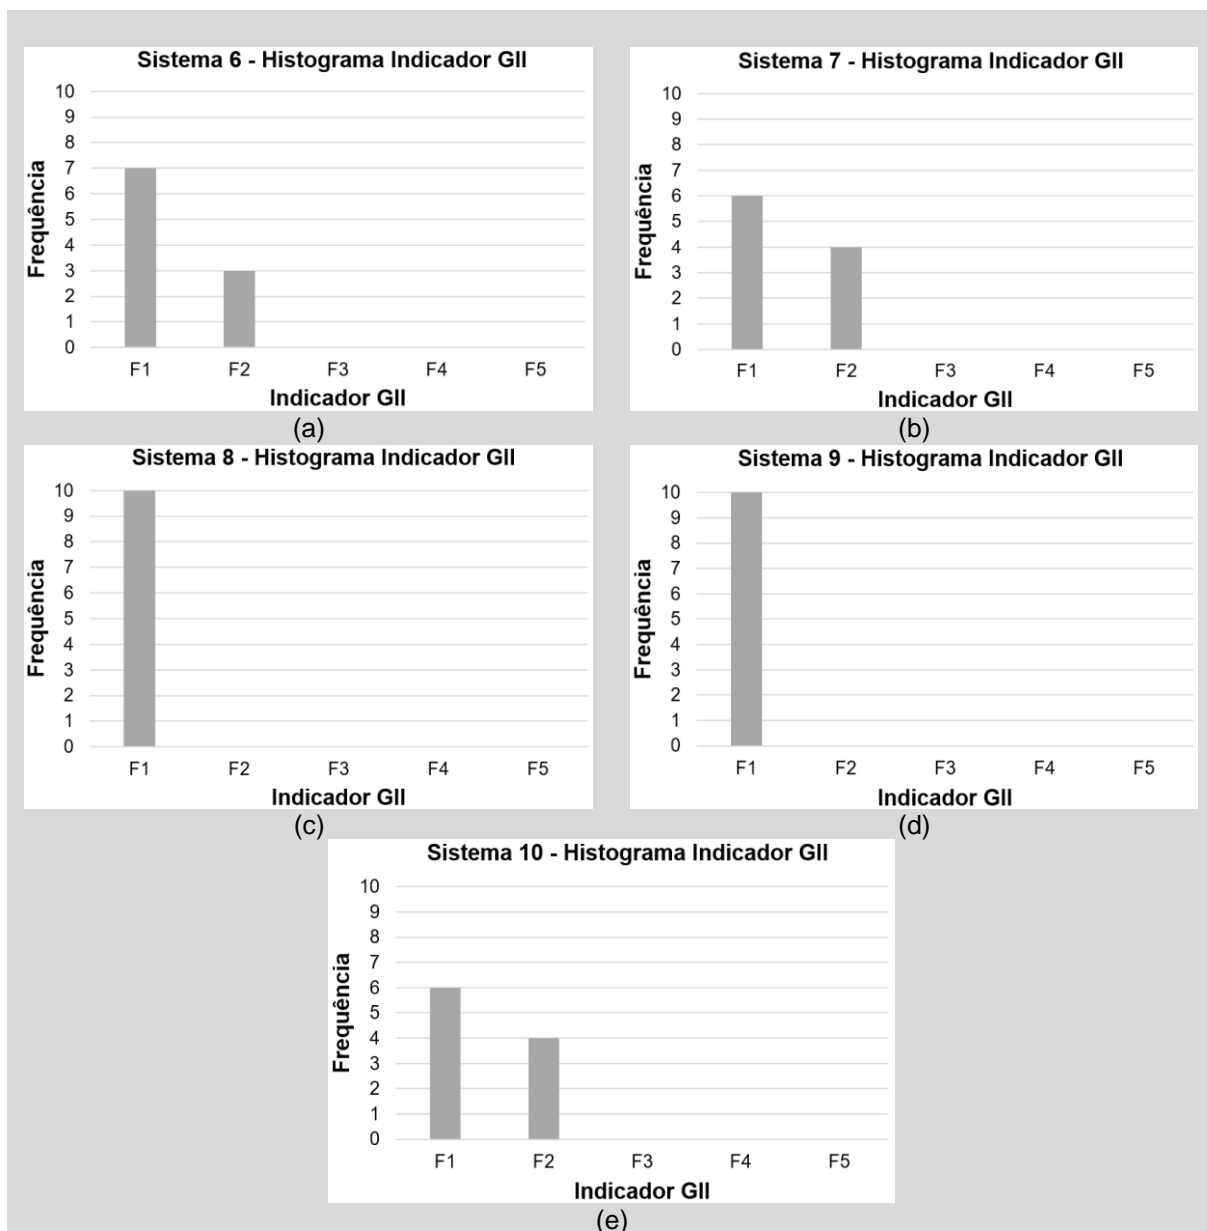 Sistema 6 - Histograma Indicador GII
10
9
8
7
6
5
4
3
2
1
0
Frequência
F1 F2 F3 F4 F5
Indicador GII
(a)
Sistema 7 - Histograma Indicador GII
10
9
8
7
6
5
4
3
2
1
0
Frequência
F1 F2 F3 F4 F5
Indicador GII
(b)
Sistema 8 - Histograma Indicador GII
10
9
8
7
6
5
4
3
2
1
0
Frequência
F1 F2 F3 F4 F5
Indicador GII
(c)
Sistema 9 - Histograma Indicador GII
10
9
8
7
6
5
4
3
2
1
0
Frequência
F1 F2 F3 F4 F5
Indicador GII
(d)
Sistema 10 - Histograma Indicador GII
10
9
8
7
6
5
4
3
2
1
0
Frequência
F1 F2 F3 F4 F5
Indicador GII
(e)